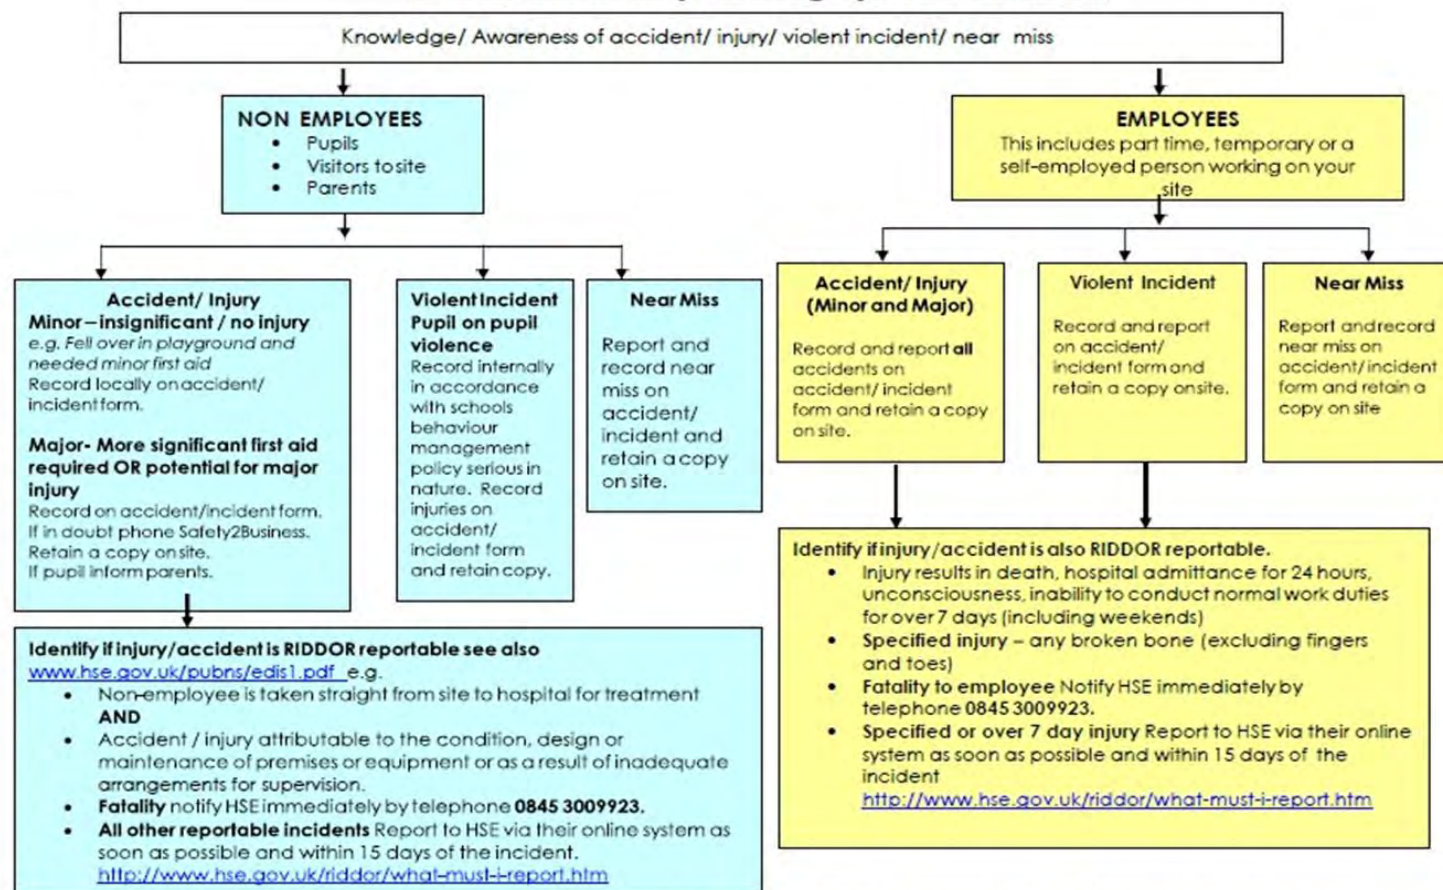 Knowledge/ Awareness of accident/ injury/ violent incident/ near miss
NON EMPLOYEES
• Pupils
• Visitors to site
• Parents
EMPLOYEES
This includes part time, temporary or a
self-employed person working on your
site
Accident/ Injury
Minor – insignificant / no injury
e.g. Fell over in playground and
needed minor first aid
Record locally on accident/
incident form.
Major- More significant first aid
required OR potential for major
injury
Record on accident/incident form.
If in doubt phone Safety2Business.
Retain a copy on site.
If pupil inform parents.
Violent Incident
Pupil on pupil
violence
Record internally
in accordance
with schools
behaviour
management
policy serious in
nature. Record
injuries on
accident/
incident form
and retain copy.
Near Miss
Report and
record near
miss on
accident/
incident and
retain a copy
on site.
Accident/ Injury
(Minor and Major)
Record and report all
accidents on
accident/ incident
form and retain a copy
on site.
Violent Incident
Record and report
on accident/
incident form and
retain a copy onsite.
Near Miss
Report and record
near miss on
accident/ incident
form and retain a
copy on site
Identify if injury/accident is RIDDOR reportable see also
www.hse.gov.uk/pubns/edis1.pdf e.g.
• Non-employee is taken straight from site to hospital for treatment
AND
• Accident / injury attributable to the condition, design or
maintenance of premises or equipment or as a result of inadequate
arrangements for supervision.
• Fatality notify HSE immediately by telephone 0845 3009923.
• All other reportable incidents Report to HSE via their online system as
soon as possible and within 15 days of the incident.
http://www.hse.gov.uk/riddor/what-must-i-report.htm
Identify if injury/accident is also RIDDOR reportable.
• Injury results in death, hospital admittance for 24 hours,
unconsciousness, inability to conduct normal work duties
for over 7 days (including weekends)
• Specified injury – any broken bone (excluding fingers
and toes)
• Fatality to employee Notify HSE immediately by
telephone 0845 3009923.
• Specified or over 7 day injury Report to HSE via their online
system as soon as possible and within 15 days of the
incident
http://www.hse.gov.uk/riddor/what-must-i-report.htm